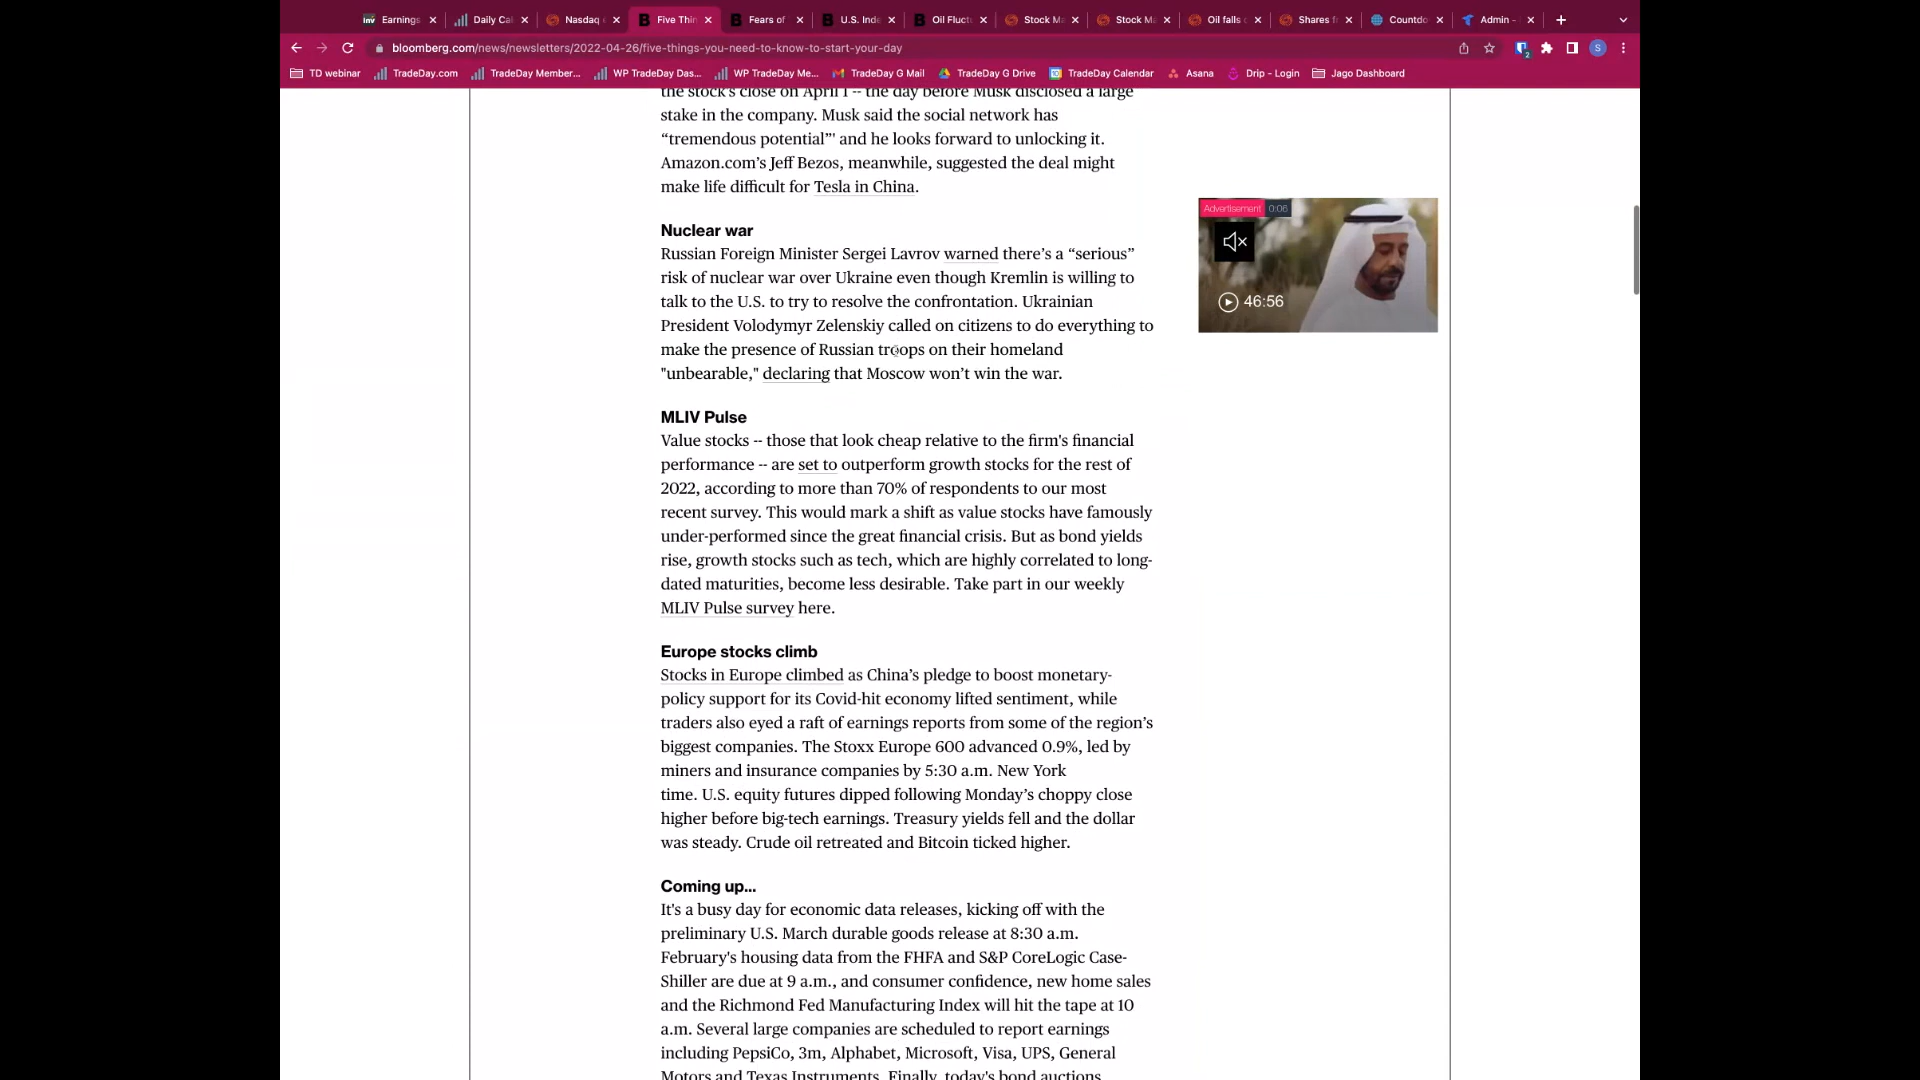 Earnings
Daily Cal
Nasdaq
Five Thin
Fears of
U.S. Inde
Oil Fluct
Stock Ma
Stock Ma
Oil falls
Shares f
Countdo
Admin -
bloomberg.com/news/newsletters/2022-04-26/five-things-you-need-to-know-to-start-your-day
TD webinar
TradeDay.com
TradeDay Member...
WP TradeDay Das...
WP TradeDay Me...
TradeDay G Mail
TradeDay G Drive
TradeDay Calendar
Asana
Drip - Login
Jago Dashboard
the stock's close on April 1 -- the day before Musk disclosed a large
stake in the company. Musk said the social network has
“tremendous potential”' and he looks forward to unlocking it.
Amazon.com’s Jeff Bezos, meanwhile, suggested the deal might
make life difficult for Tesla in China.
Advertisement 0:06
46:56
Nuclear war
Russian Foreign Minister Sergei Lavrov warned there’s a “serious”
risk of nuclear war over Ukraine even though Kremlin is willing to
talk to the U.S. to try to resolve the confrontation. Ukrainian
President Volodymyr Zelenskiy called on citizens to do everything to
make the presence of Russian troops on their homeland
"unbearable," declaring that Moscow won’t win the war.
MLIV Pulse
Value stocks -- those that look cheap relative to the firm's financial
performance -- are set to outperform growth stocks for the rest of
2022, according to more than 70% of respondents to our most
recent survey. This would mark a shift as value stocks have famously
under-performed since the great financial crisis. But as bond yields
rise, growth stocks such as tech, which are highly correlated to long-
dated maturities, become less desirable. Take part in our weekly
MLIV Pulse survey here.
Europe stocks climb
Stocks in Europe climbed as China’s pledge to boost monetary-
policy support for its Covid-hit economy lifted sentiment, while
traders also eyed a raft of earnings reports from some of the region’s
biggest companies. The Stoxx Europe 600 advanced 0.9%, led by
miners and insurance companies by 5:30 a.m. New York
time. U.S. equity futures dipped following Monday’s choppy close
higher before big-tech earnings. Treasury yields fell and the dollar
was steady. Crude oil retreated and Bitcoin ticked higher.
Coming up...
It's a busy day for economic data releases, kicking off with the
preliminary U.S. March durable goods release at 8:30 a.m.
February's housing data from the FHFA and S&P CoreLogic Case-
Shiller are due at 9 a.m., and consumer confidence, new home sales
and the Richmond Fed Manufacturing Index will hit the tape at 10
a.m. Several large companies are scheduled to report earnings
including PepsiCo, 3m, Alphabet, Microsoft, Visa, UPS, General
Motors and Texas Instruments. Finally, today's bond auctions